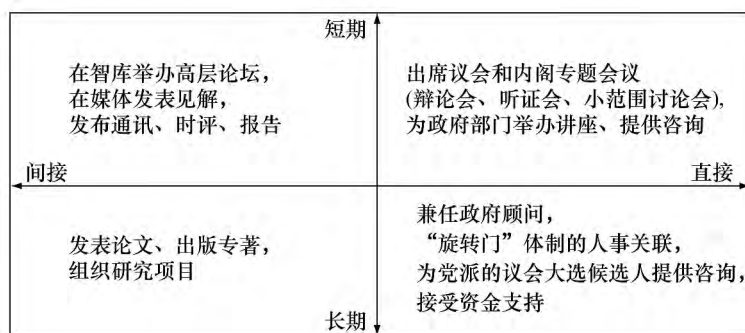 短期
在智库举办高层论坛，
在媒体发表见解，
发布通讯、时评、报告
出席议会和内阁专题会议
(辩论会、听证会、小范围讨论会),
为政府部门举办讲座、提供咨询
间接
直接
发表论文、出版专著，
组织研究项目
兼任政府顾问，
“旋转门”体制的人事关联，
为党派的议会大选候选人提供咨询，
接受资金支持
长期